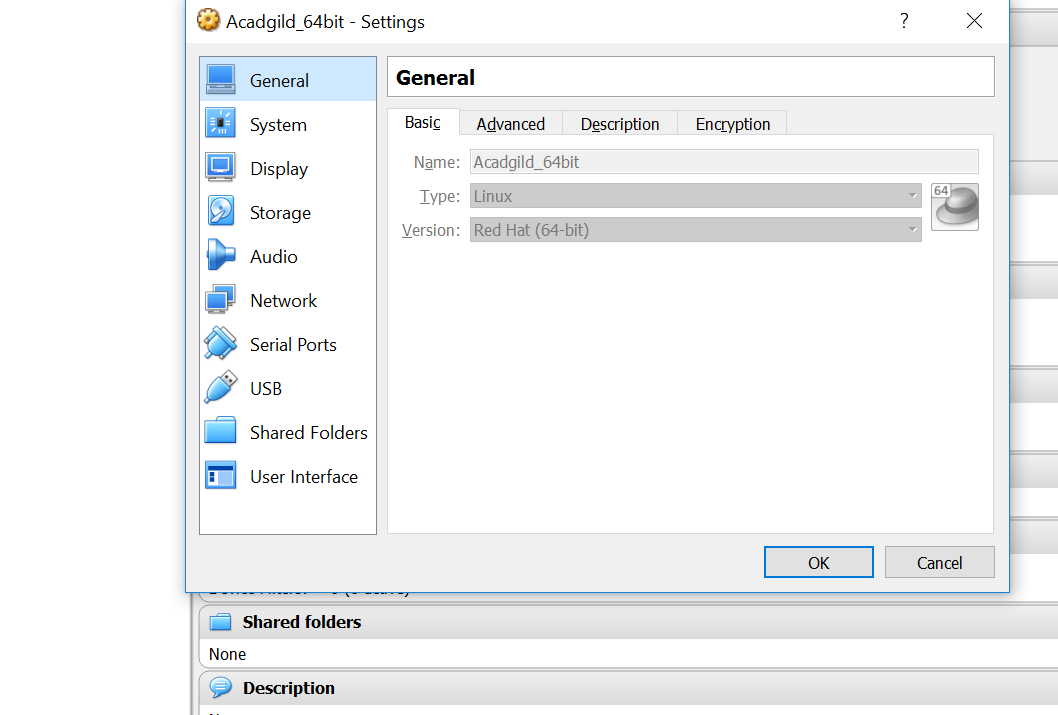 Acadgild_64bit - Settings
?
General
System
Display
Storage
Audio
Network
Serial Ports
USB
Shared Folders
User Interface
General
Basic Advanced Description Encryption
Name: Acadgild_64bit
Type: Linux
64
Version: Red Hat (64-bit)
OK Cancel
Shared folders
None
Description